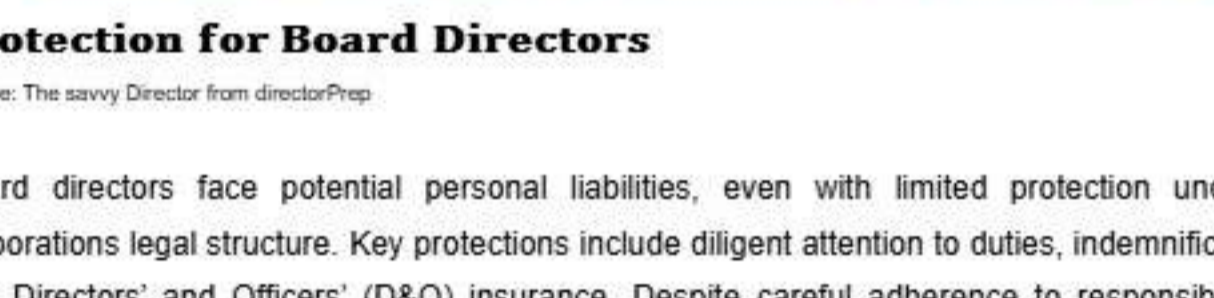 otection for Board Directors
e: The savvy Director from directorPrep
rd directors face potential personal liabilities, even with limited protection und
porations legal structure. Key protections include diligent attention to duties, indemnific
Directors' and Officers' (D&O) insurance. Despite careful adherence to responsib